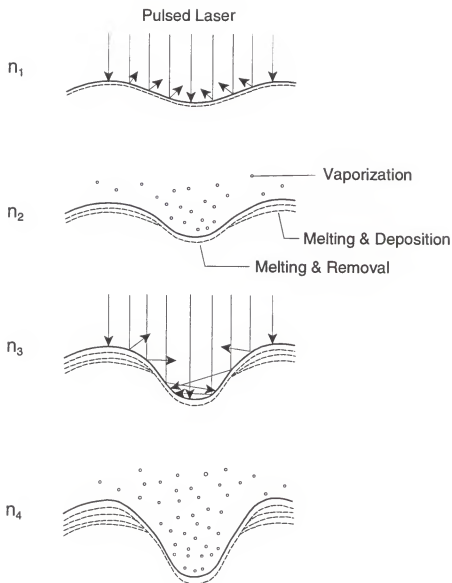 Pulsed Laser
n₁
Vaporization
n₂
Melting & Deposition
Melting & Removal
n₃
n₄